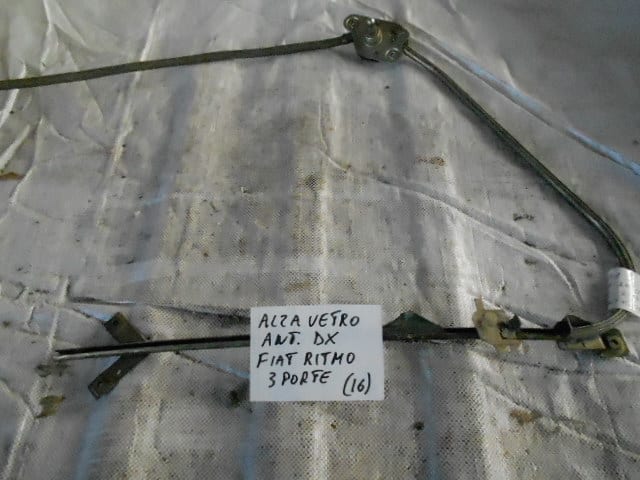 ALZA VETRO
ANT. DX
FIAT RITMO
3 PORTE (16)